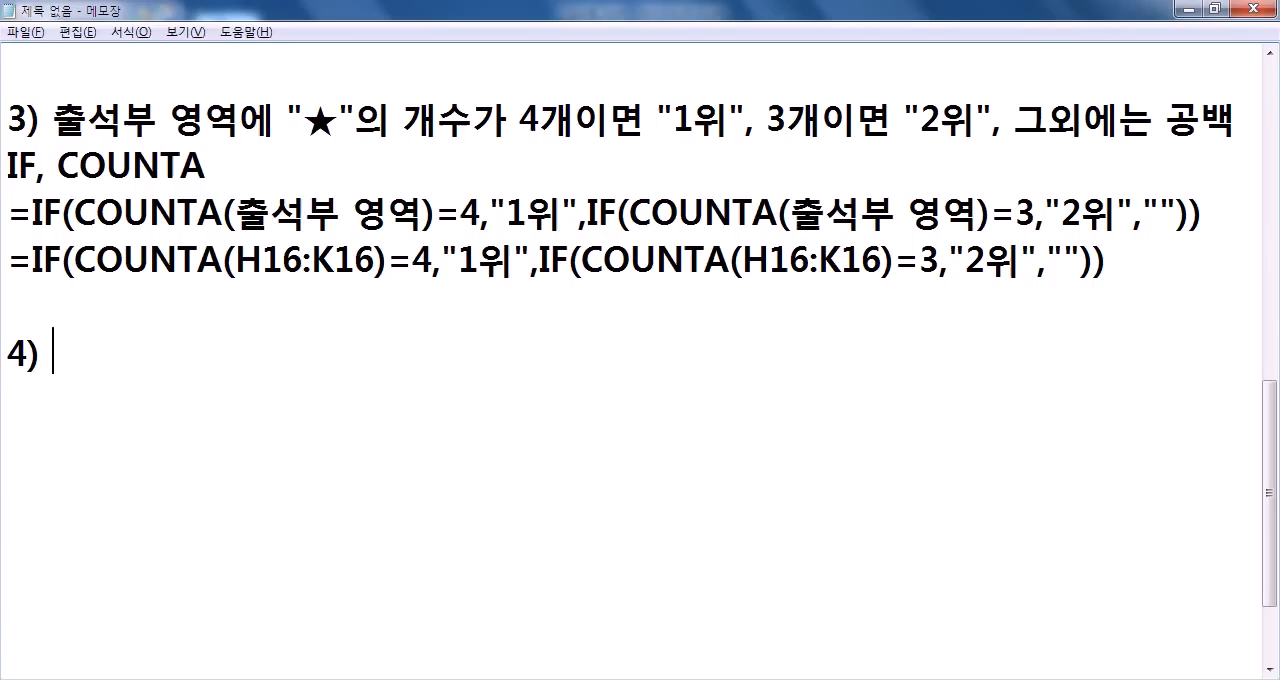 제목 없음 - 메모장
파일(F) 편집(E) 서식(O) 보기(V) 도움말(H)
3) 출석부 영역에 "★"의 개수가 4개이면 "1위", 3개이면 "2위", 그외에는 공백
IF, COUNTA
=IF(COUNTA(출석부 영역)=4,"1위",IF(COUNTA(출석부 영역)=3,"2위",""))
=IF(COUNTA(H16:K16)=4,"1위",IF(COUNTA(H16:K16)=3,"2위",""))
4)